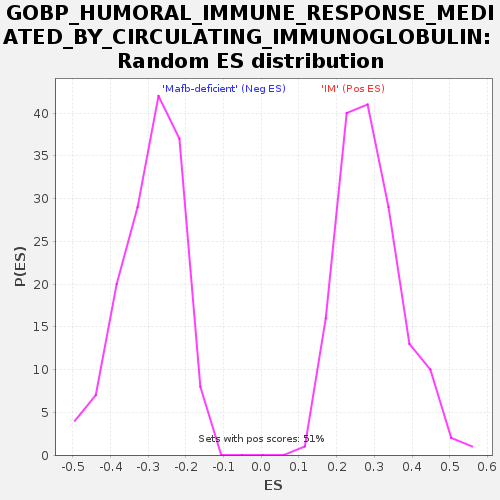 GOBP_HUMORAL_IMMUNE_RESPONSE_MEDI
ATED_BY_CIRCULATING_IMMUNOGLOBULIN:
Random ES distribution
'Mafb-deficient' (Neg ES)
'IM' (Pos ES)
40
35
30
25
20
15
10
5
0
P(ES)
Sets with pos scores: 51%
-0.5 -0.4 -0.3 -0.2 -0.1 0.0 0.1 0.2 0.3 0.4 0.5 0.6
ES